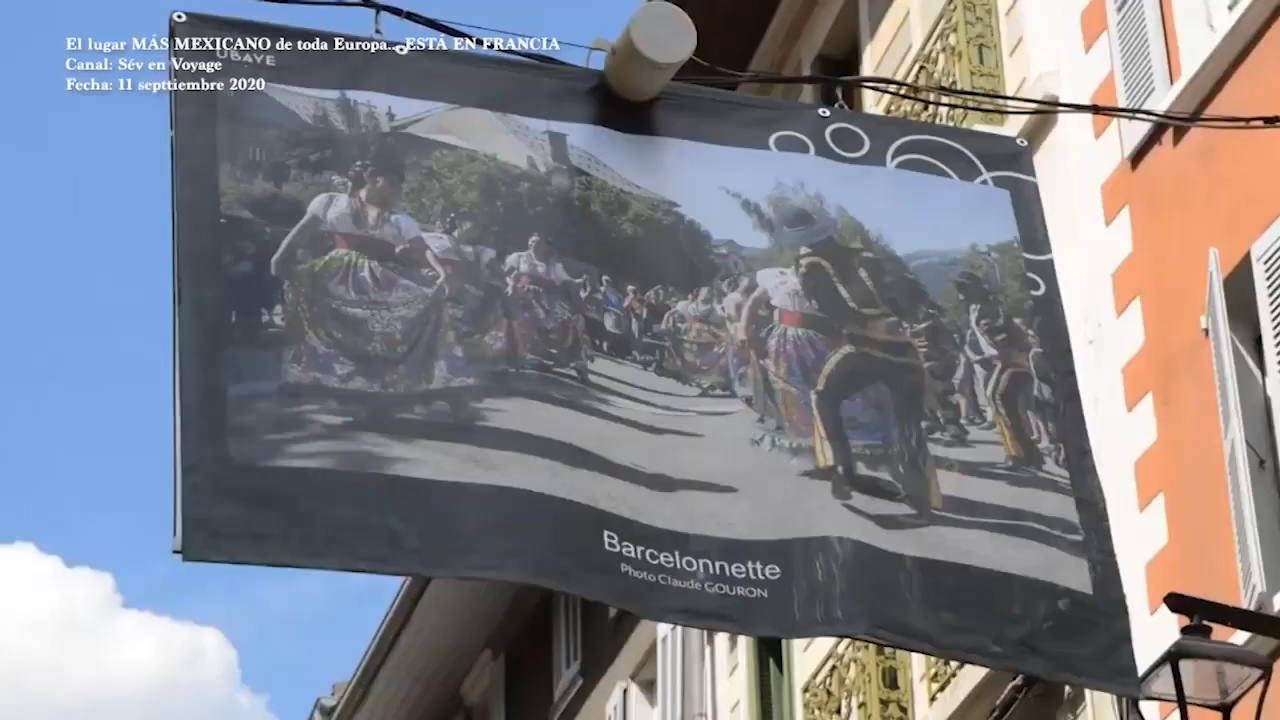 El lugar MÁS MEXICANO de toda Europa... ESTÁ EN FRANCIA
Canal: Sév en Voyage
Fecha: 11 septtiembre 2020
UBAYE
Barcelonnette
Photo Claude GOURON